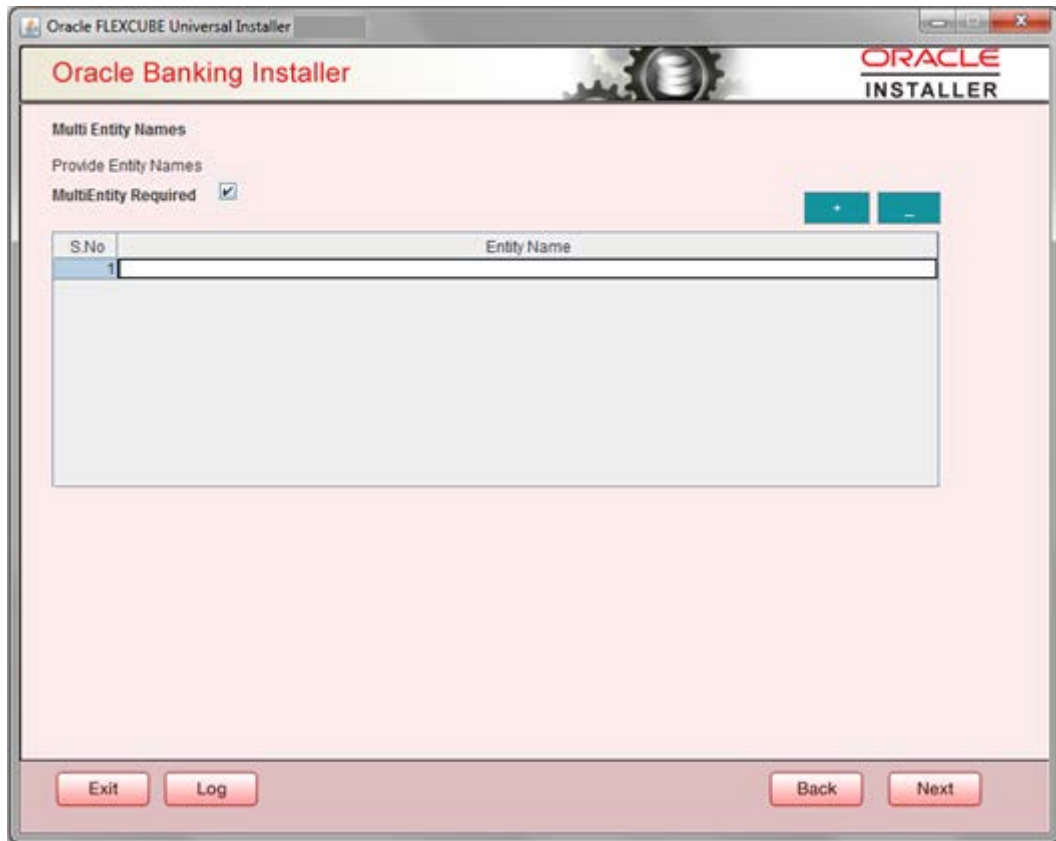 Oracle FLEXCUBE Universal Installer
Oracle Banking Installer
ORACLE
INSTALLER
Multi Entity Names
Provide Entity Names
MultiEntity Required
+ _
S.No Entity Name
1
Exit Log Back Next